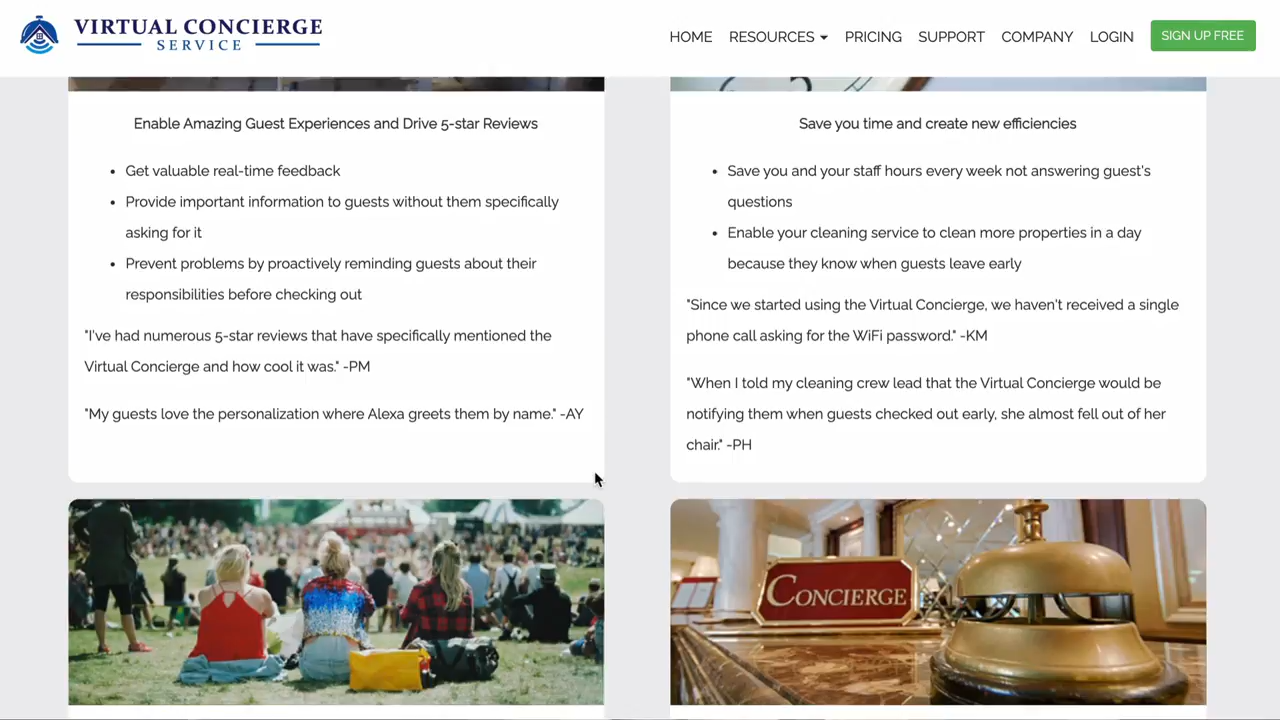 VIRTUAL CONCIERGE
SERVICE
HOME RESOURCES PRICING SUPPORT COMPANY LOGIN SIGN UP FREE
Enable Amazing Guest Experiences and Drive 5-star Reviews
• Get valuable real-time feedback
• Provide important information to guests without them specifically
asking for it
• Prevent problems by proactively reminding guests about their
responsibilities before checking out
"I've had numerous 5-star reviews that have specifically mentioned the
Virtual Concierge and how cool it was." -PM
"My guests love the personalization where Alexa greets them by name." -AY
Save you time and create new efficiencies
• Save you and your staff hours every week not answering guest's
questions
• Enable your cleaning service to clean more properties in a day
because they know when guests leave early
"Since we started using the Virtual Concierge, we haven't received a single
phone call asking for the WiFi password." -KM
"When I told my cleaning crew lead that the Virtual Concierge would be
notifying them when guests checked out early, she almost fell out of her
chair." -PH
CONCIERGE